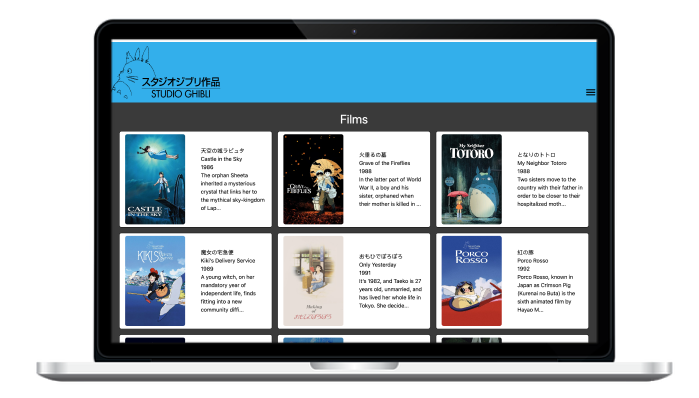 スタジオジブリ作品
STUDIO GHIBLI
Films
天空の城ラピュタ
Castle in the Sky
1986
The orphan Sheeta
inherited a mysterious
crystal that links her to
the mythical sky-kingdom
of Lap...
CASTLE
IN THE SKY
火垂るの墓
Grave of the Fireflies
1988
In the latter part of World
War II, a boy and his
sister, orphaned when
their mother is killed in ...
GRAVE OF THE
FIREFLIES
My Neighbor
TOTORO
となりのトトロ
My Neighbor Totoro
1988
Two sisters move to the
country with their father in
order to be closer to their
hospitalized moth...
KIKI'S
魔女の宅急便
Kiki's Delivery Service
1989
A young witch, on her
mandatory year of
independent life, finds
fitting into a new
community diffi...
おもひでぽろぽろ
Only Yesterday
1991
It's 1982, and Taeko is 27
years old, unmarried, and
has lived her whole life in
Tokyo. She decide...
PORCO
ROSSO
紅の豚
Porco Rosso
1992
Porco Rosso, known in
Japan as Crimson Pig
(Kurenai no Buta) is the
sixth animated film by
Hayao M...